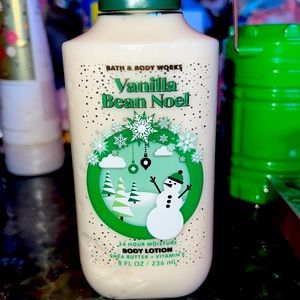 BATH & BODY WORKS
Vanilla
Bean Noel
24 HOUR MOISTURE
BODY LOTION
SHEA BUTTER + VITAMIN E
8 FL OZ / 236 mL